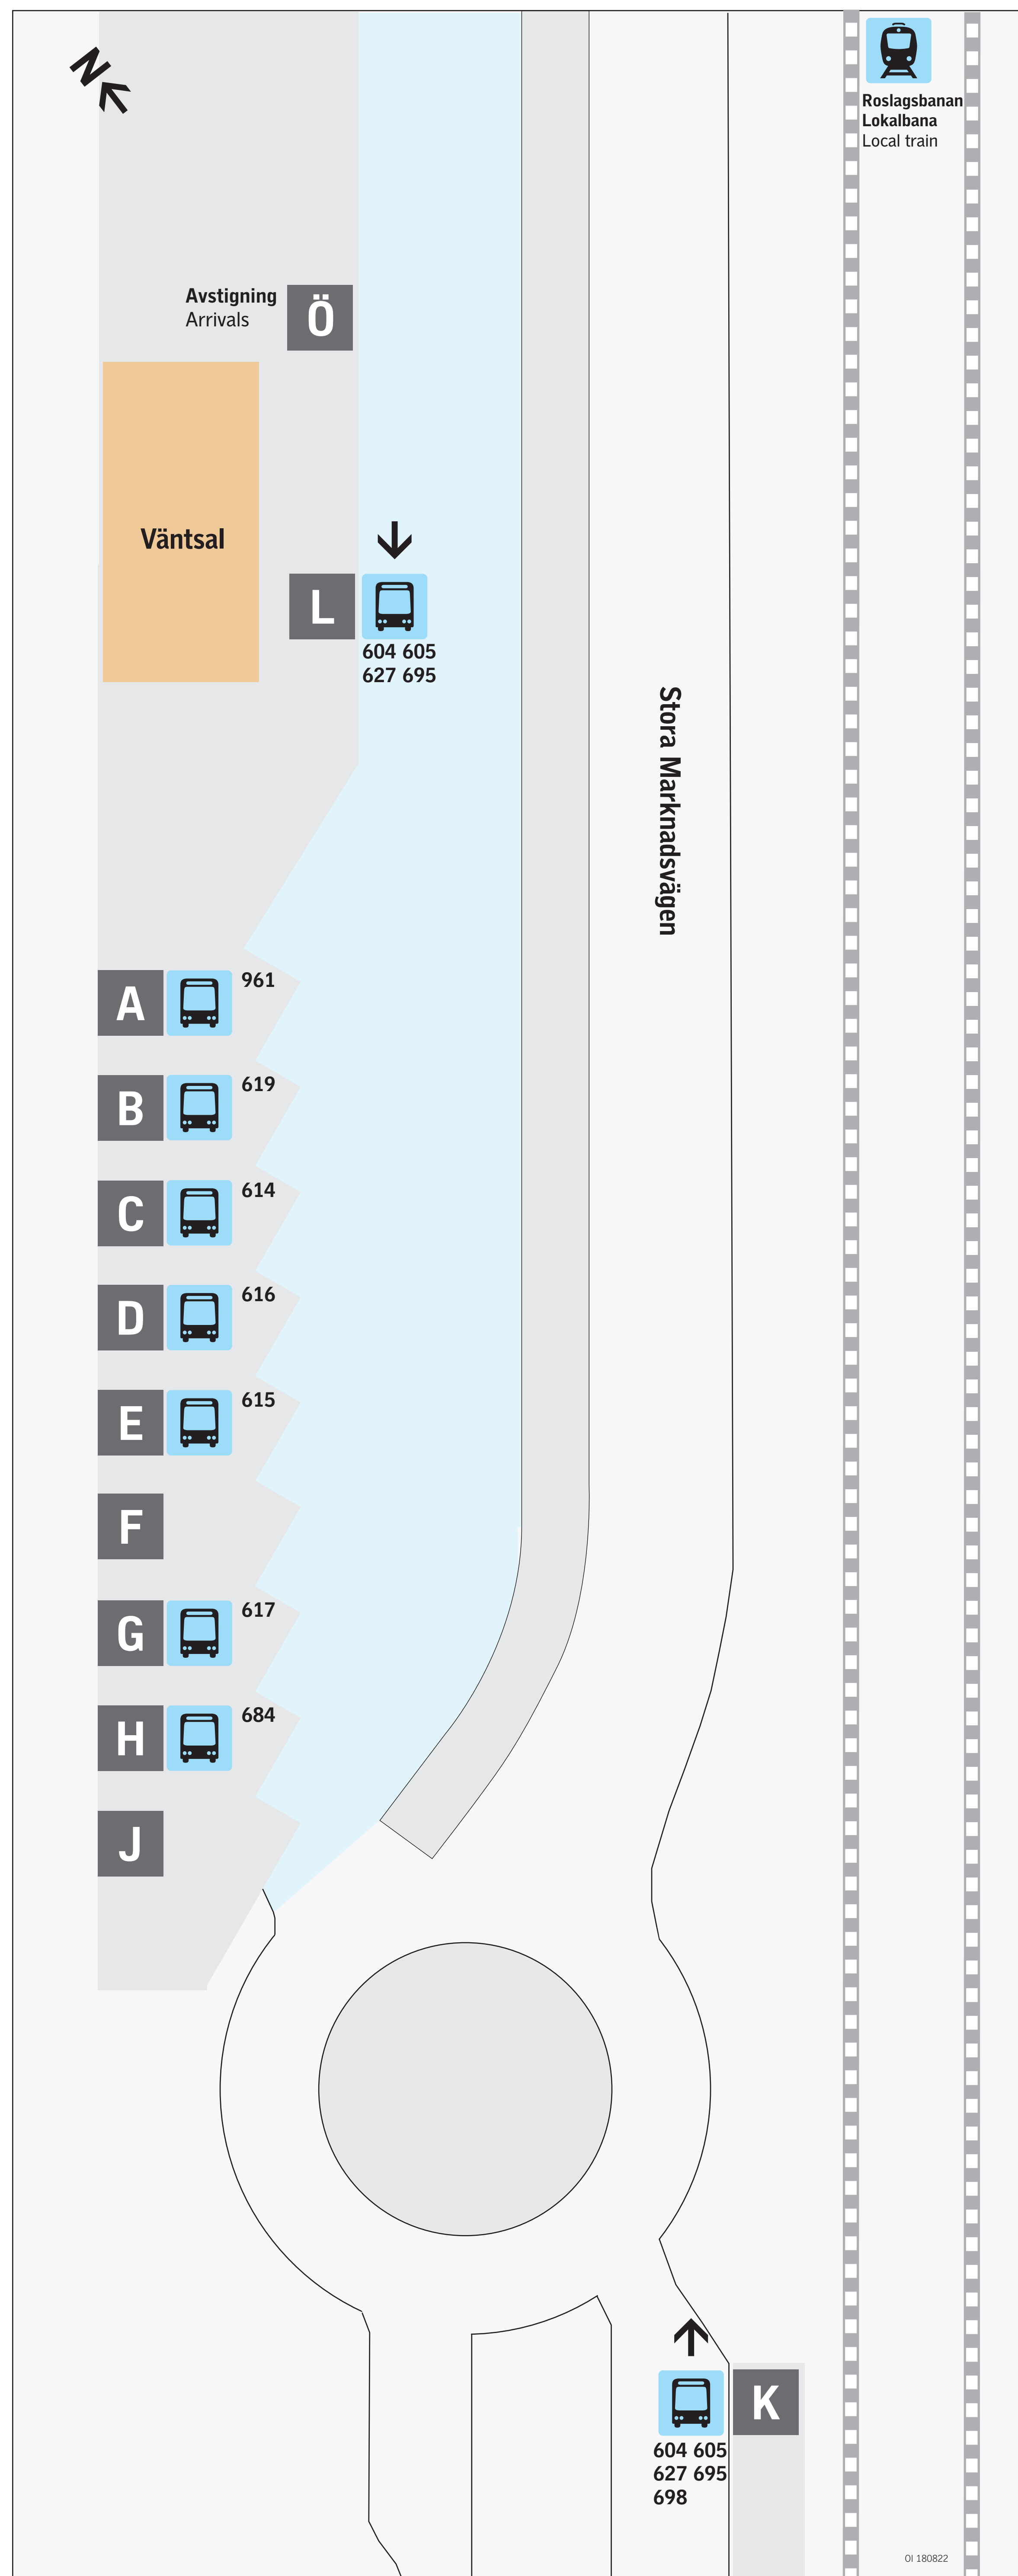 N
Roslagsbanan
Lokalbana
Local train
Avstigning
Arrivals
Ö
Väntsal
L
604 605
627 695
Stora Marknadsvägen
A 961
B 619
C 614
D 616
E 615
F
G 617
H 684
J
K
604 605
627 695
698
OI 180822